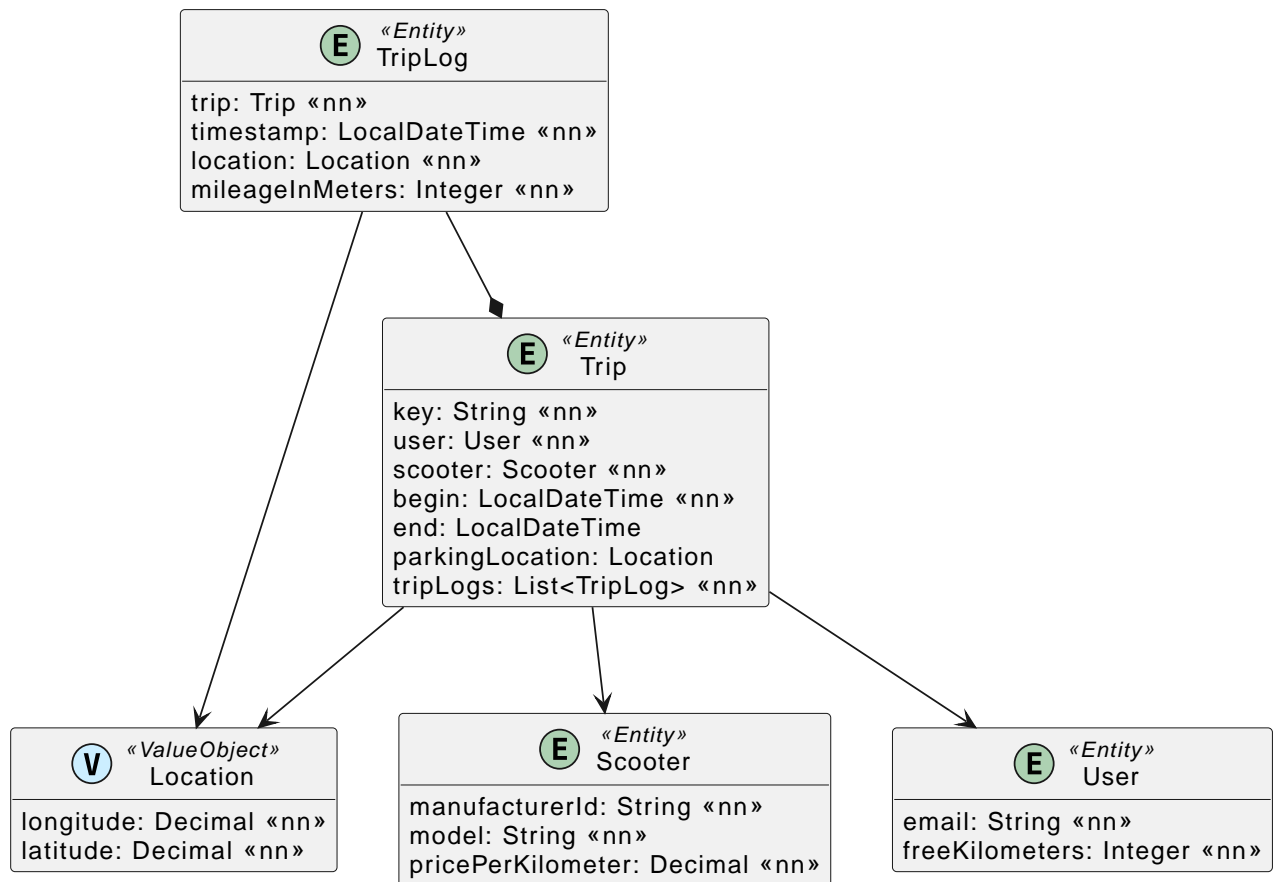 E «Entity»
TripLog
trip: Trip «nn»
timestamp: LocalDateTime «nn»
location: Location «nn»
mileageInMeters: Integer «nn»
E «Entity»
Trip
key: String «nn»
user: User «nn»
scooter: Scooter «nn»
begin: LocalDateTime «nn»
end: LocalDateTime
parkingLocation: Location
tripLogs: List<TripLog> «nn»
V «ValueObject»
Location
longitude: Decimal «nn»
latitude: Decimal «nn»
E «Entity»
Scooter
manufacturerId: String «nn»
model: String «nn»
pricePerKilometer: Decimal «nn»
E «Entity»
User
email: String «nn»
freeKilometers: Integer «nn»